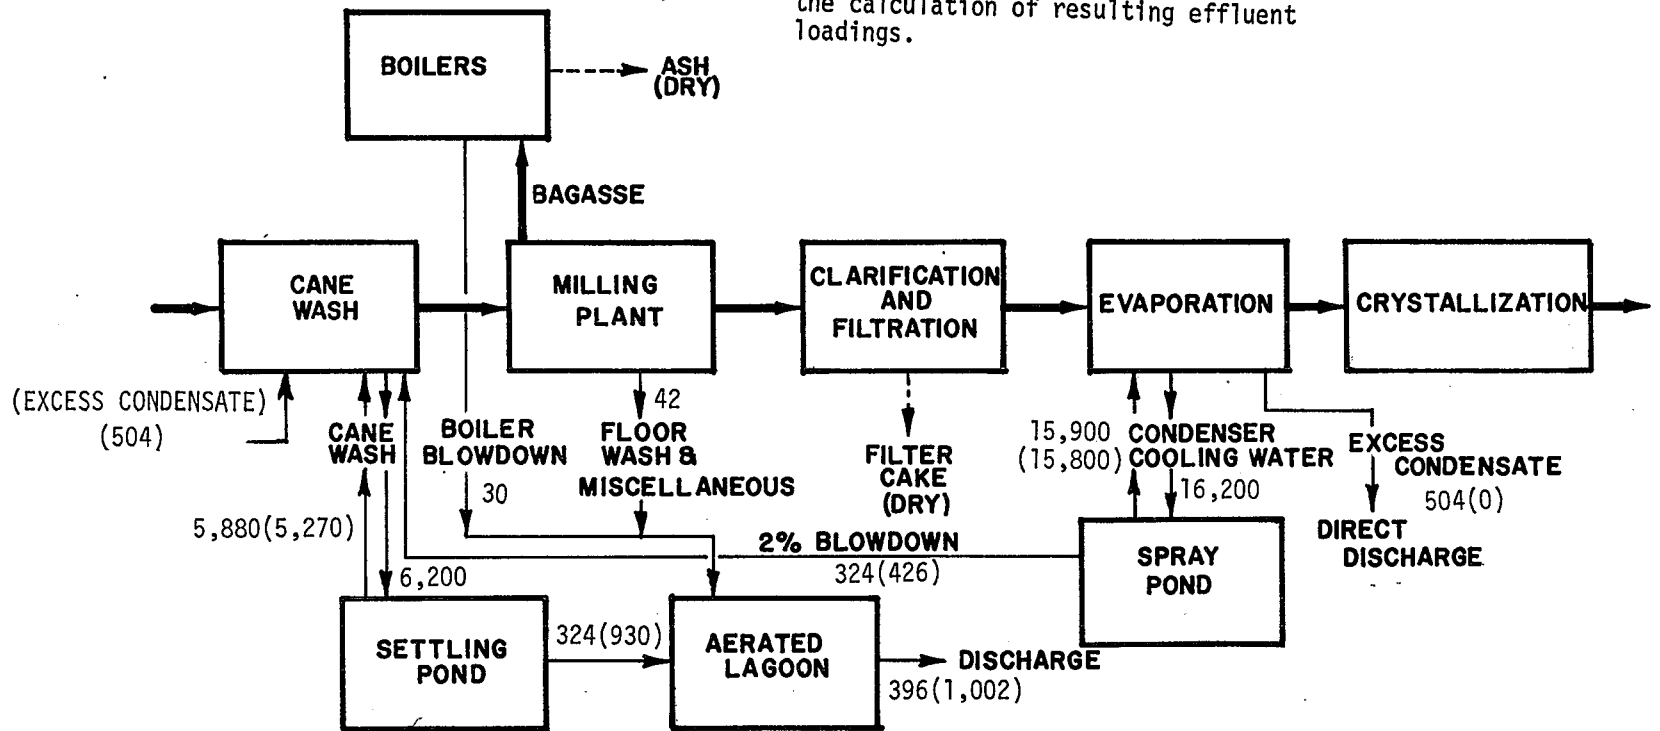 the calculation of resulting effluent
loadings.
BOILERS
ASH
(DRY)
BAGASSE
CANE
WASH
MILLING
PLANT
CLARIFICATION
AND
FILTRATION
EVAPORATION
CRYSTALLIZATION
(EXCESS CONDENSATE)
(504)
CANE
WASH
BOILER
BLOWDOWN
30
42
FLOOR
WASH &
MISCELLANEOUS
FILTER
CAKE
(DRY)
15,900
(15,800)
CONDENSER
COOLING WATER
16,200
EXCESS
CONDENSATE
504(0)
DIRECT
DISCHARGE
5,880(5,270)
6,200
2% BLOWDOWN
324(426)
SPRAY
POND
SETTLING
POND
324(930)
AERATED
LAGOON
DISCHARGE
396(1,002)